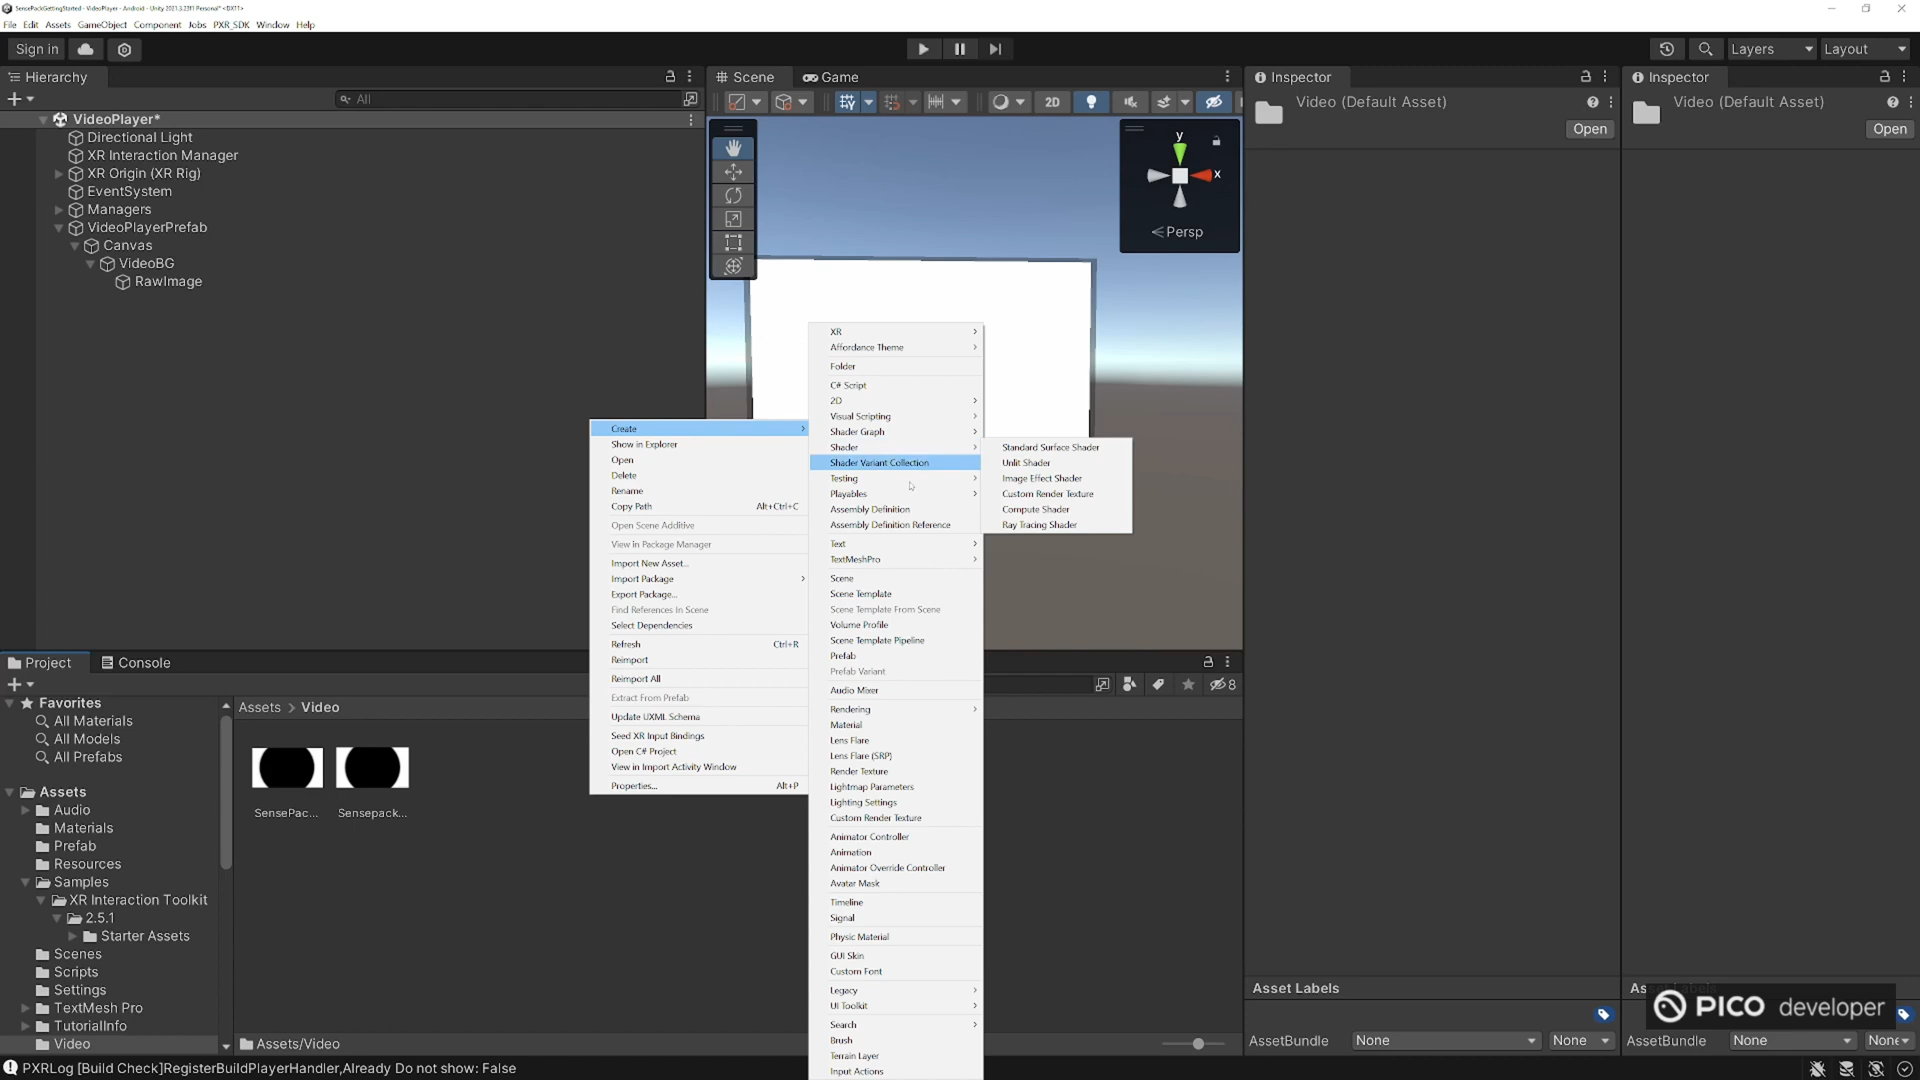 SensePackGettingStarted - VideoPlayer - Android - Unity 2021.3.23f1 Personal* <DX11>
File Edit Assets GameObject Component Jobs PXR_SDK Window Help
Sign in
Layers
Layout
Hierarchy
All
VideoPlayer*
Directional Light
XR Interaction Manager
XR Origin (XR Rig)
EventSystem
Managers
VideoPlayerPrefab
Canvas
VideoBG
RawImage
Scene
Game
2D
y
x
Persp
Inspector
Video (Default Asset)
Open
Inspector
Video (Default Asset)
Open
Create
Show in Explorer
Open
Delete
Rename
Copy Path Alt+Ctrl+C
Open Scene Additive
View in Package Manager
Import New Asset...
Import Package
Export Package...
Find References In Scene
Select Dependencies
Refresh Ctrl+R
Reimport
Reimport All
Extract From Prefab
Update UXML Schema
Seed XR Input Bindings
Open C# Project
View in Import Activity Window
Properties... Alt+P
XR
Affordance Theme
Folder
C# Script
2D
Visual Scripting
Shader Graph
Shader
Shader Variant Collection
Testing
Playables
Assembly Definition
Assembly Definition Reference
Text
TextMeshPro
Scene
Scene Template
Scene Template From Scene
Volume Profile
Scene Template Pipeline
Prefab
Prefab Variant
Audio Mixer
Rendering
Material
Lens Flare
Lens Flare (SRP)
Render Texture
Lightmap Parameters
Lighting Settings
Custom Render Texture
Animator Controller
Animation
Animator Override Controller
Avatar Mask
Timeline
Signal
Physic Material
GUI Skin
Custom Font
Legacy
UI Toolkit
Search
Brush
Terrain Layer
Input Actions
Standard Surface Shader
Unlit Shader
Image Effect Shader
Custom Render Texture
Compute Shader
Ray Tracing Shader
Project
Console
8
Favorites
All Materials
All Models
All Prefabs
Assets
Audio
Materials
Prefab
Resources
Samples
XR Interaction Toolkit
2.5.1
Starter Assets
Scenes
Scripts
Settings
TextMesh Pro
TutorialInfo
Video
Assets > Video
SensePac...
Sensepack...
Assets/Video
Asset Labels
AssetBundle None None
AssetBundle None None
PICO developer
PXRLog [Build Check]RegisterBuildPlayerHandler,Already Do not show: False